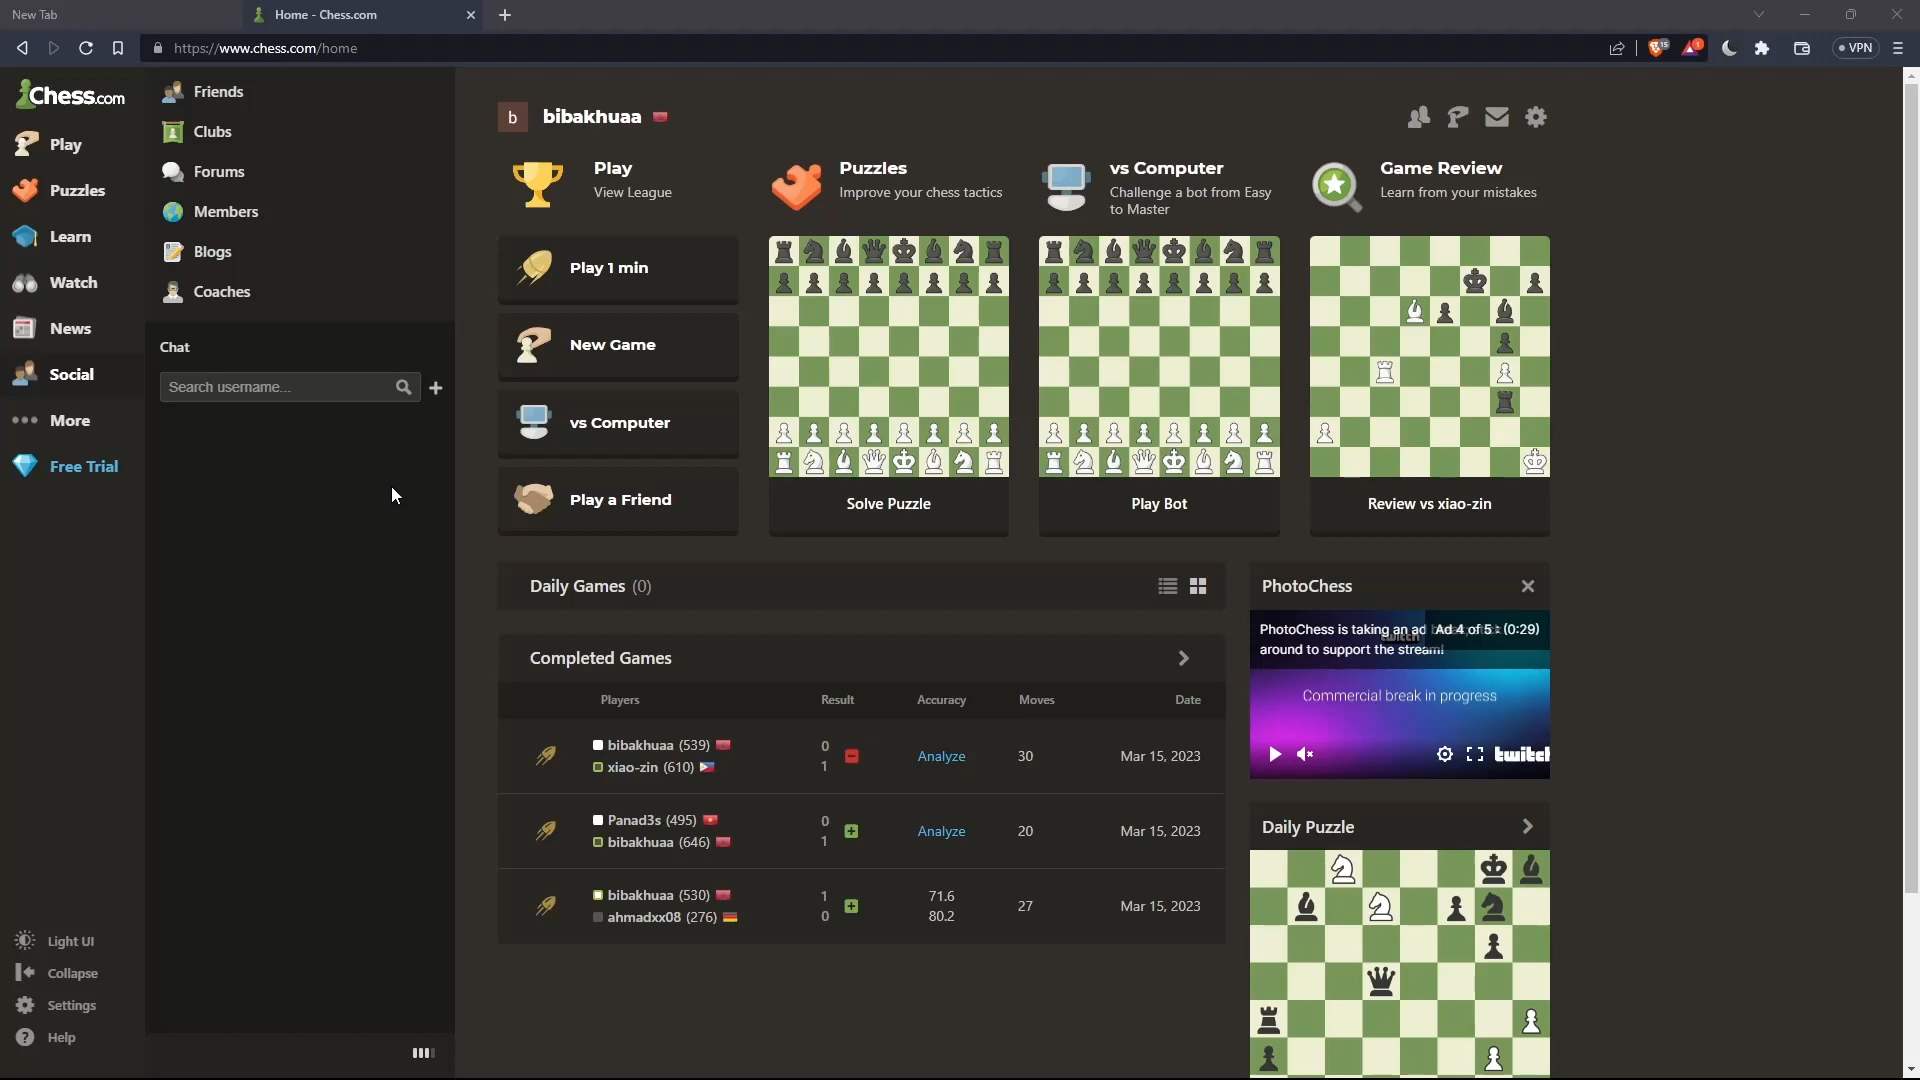 New Tab
Home - Chess.com
https://www.chess.com/home
15
1
VPN
Chess.com
Play
Puzzles
Learn
Watch
News
Social
More
Free Trial
Light UI
Collapse
Settings
Help
Friends
Clubs
Forums
Members
Blogs
Coaches
Chat
Search username...
b
bibakhuaa
Play
View League
Puzzles
Improve your chess tactics
vs Computer
Challenge a bot from Easy
to Master
Game Review
Learn from your mistakes
Play 1 min
New Game
vs Computer
Play a Friend
Solve Puzzle
Play Bot
Review vs xiao-zin
Daily Games (0)
Completed Games
Players Result Accuracy Moves Date
bibakhuaa (539) 0
xiao-zin (610) 1
Analyze 30 Mar 15, 2023
Panad3s (495) 0
bibakhuaa (646) 1
Analyze 20 Mar 15, 2023
bibakhuaa (530) 1 71.6
ahmadxx08 (276) 0 80.2
27 Mar 15, 2023
PhotoChess
PhotoChess is taking an ad
Ad 4 of 5 (0:29)
twitch
around to support the stream!
Commercial break in progress
twitch
Daily Puzzle